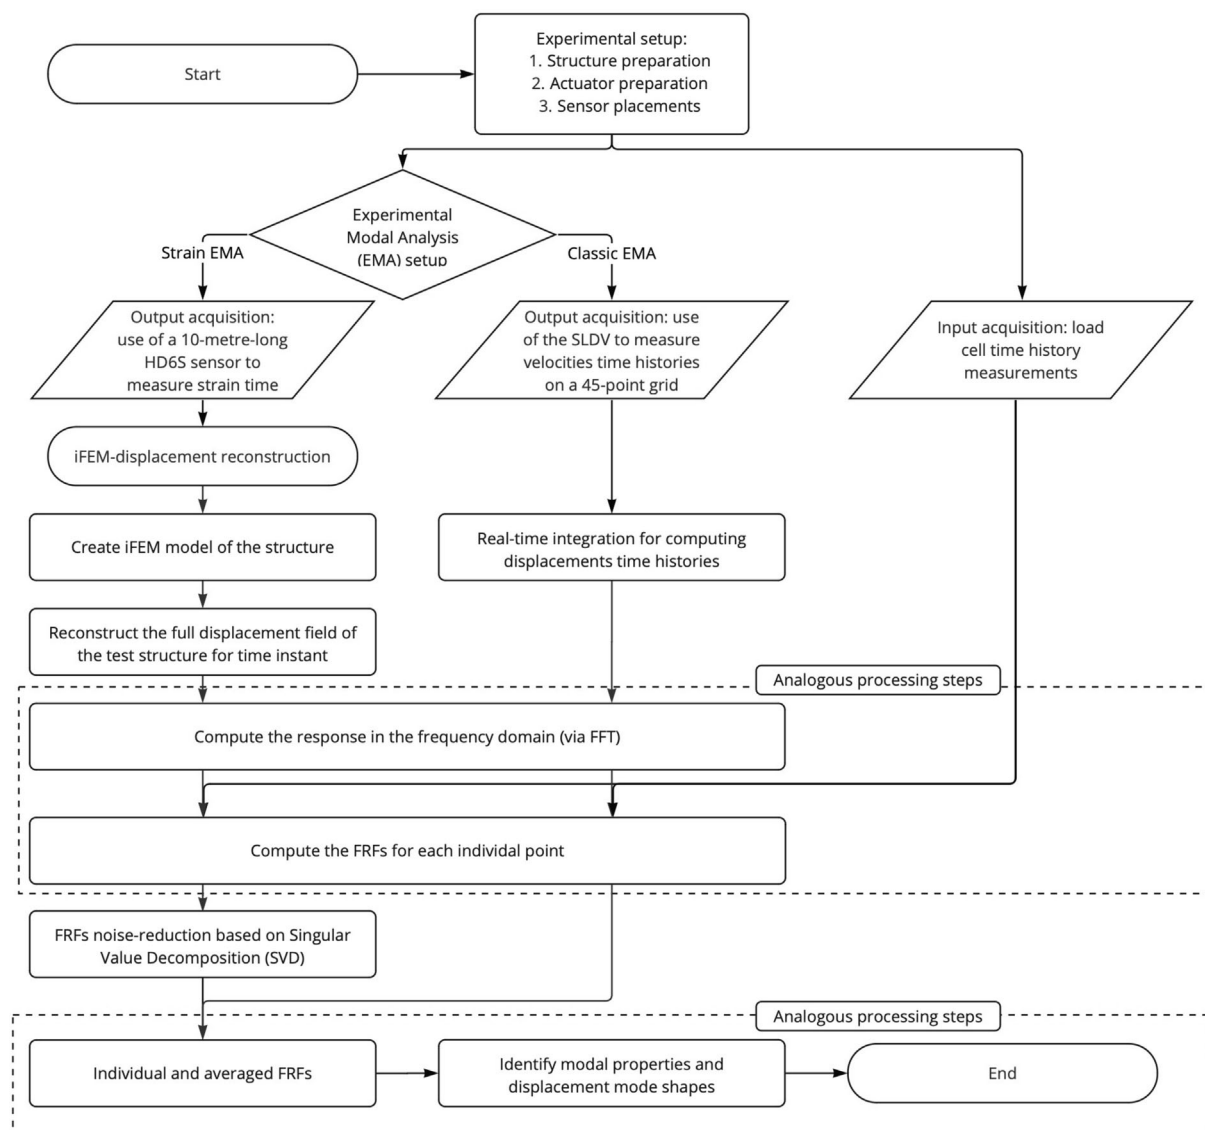 Start
Experimental setup:
1. Structure preparation
2. Actuator preparation
3. Sensor placements
Experimental
Modal Analysis
(EMA) setup
Strain EMA
Classic EMA
Output acquisition:
use of a 10-metre-long
HD6S sensor to
measure strain time
Output acquisition: use
of the SLDV to measure
velocities time histories
on a 45-point grid
Input acquisition: load
cell time history
measurements
iFEM-displacement reconstruction
Create iFEM model of the structure
Real-time integration for computing
displacements time histories
Reconstruct the full displacement field of
the test structure for time instant
Analogous processing steps
Compute the response in the frequency domain (via FFT)
Compute the FRFs for each individal point
FRFs noise-reduction based on Singular
Value Decomposition (SVD)
Analogous processing steps
Individual and averaged FRFs
Identify modal properties and
displacement mode shapes
End